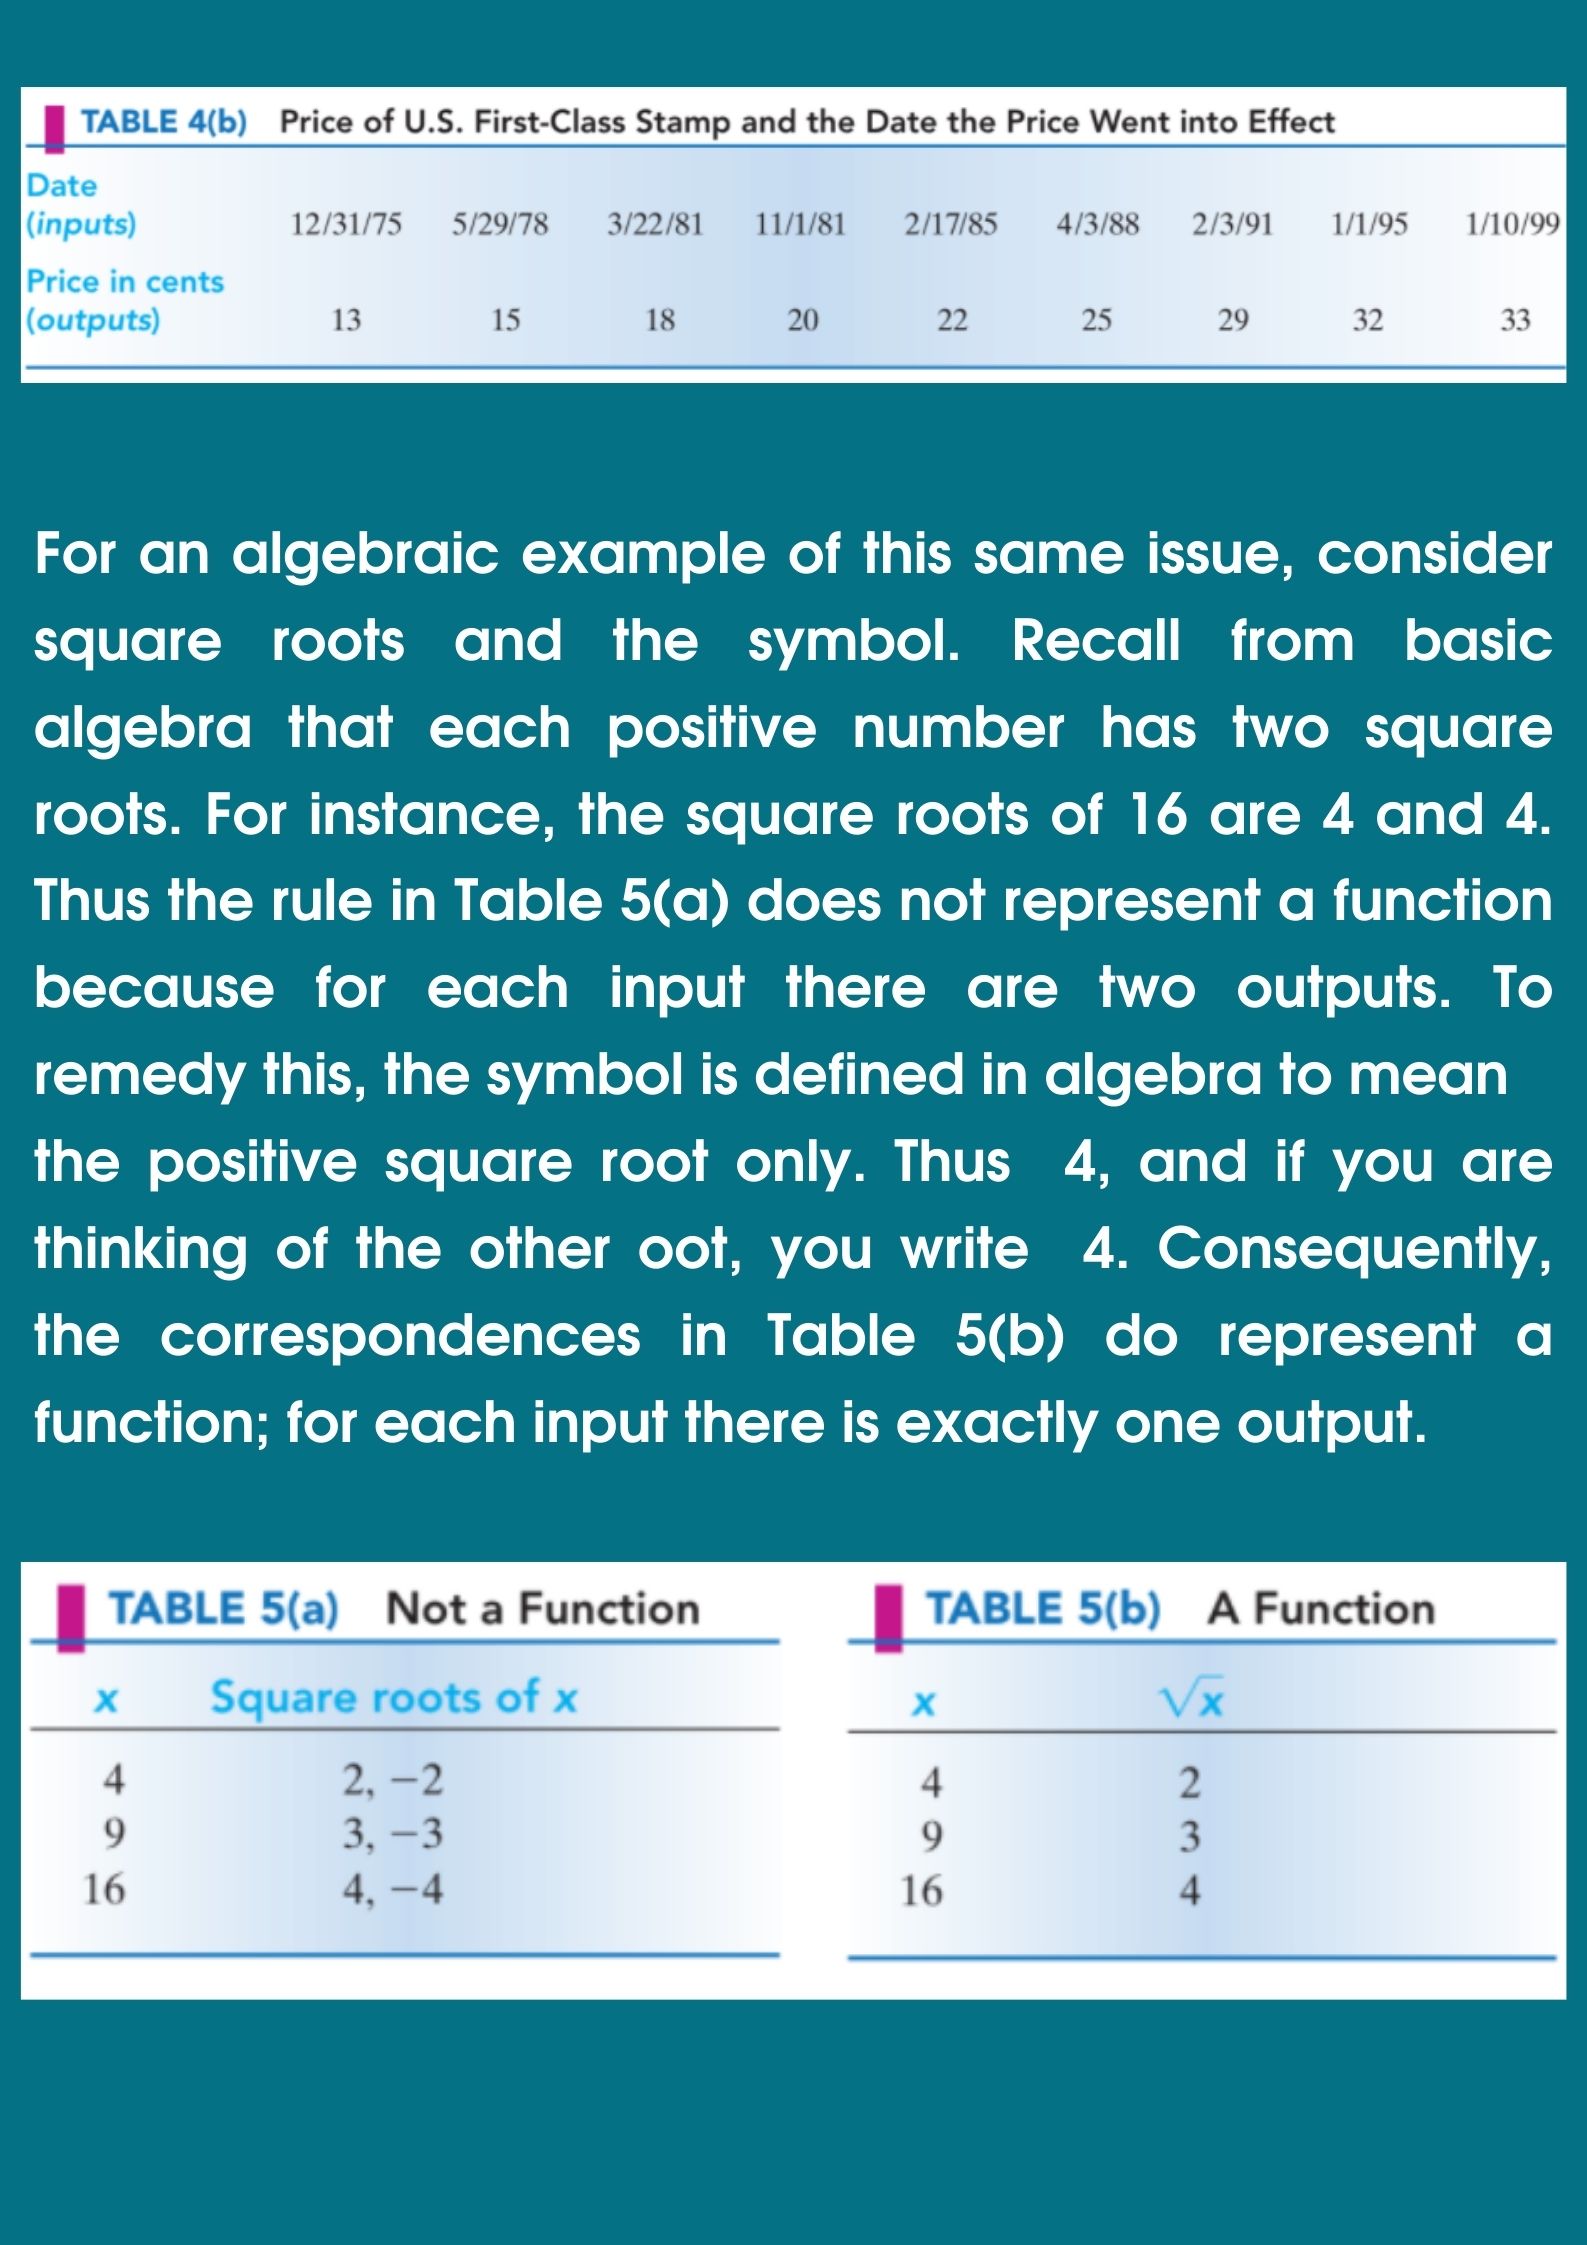 TABLE 4(b) Price of U.S. First-Class Stamp and the Date the Price Went into Effect
Date
(inputs) 12/31/75 5/29/78 3/22/81 11/1/81 2/17/85 4/3/88 2/3/91 1/1/95 1/10/99
Price in cents
(outputs) 13 15 18 20 22 25 29 32 33
For an algebraic example of this same issue, consider
square roots and the symbol. Recall from basic
algebra that each positive number has two square
roots. For instance, the square roots of 16 are 4 and 4.
Thus the rule in Table 5(a) does not represent a function
because for each input there are two outputs. To
remedy this, the symbol is defined in algebra to mean
the positive square root only. Thus 4, and if you are
thinking of the other oot, you write 4. Consequently,
the correspondences in Table 5(b) do represent a
function; for each input there is exactly one output.
TABLE 5(a) Not a Function
x Square roots of x
4 2, −2
9 3, −3
16 4, −4
TABLE 5(b) A Function
x √x
4 2
9 3
16 4